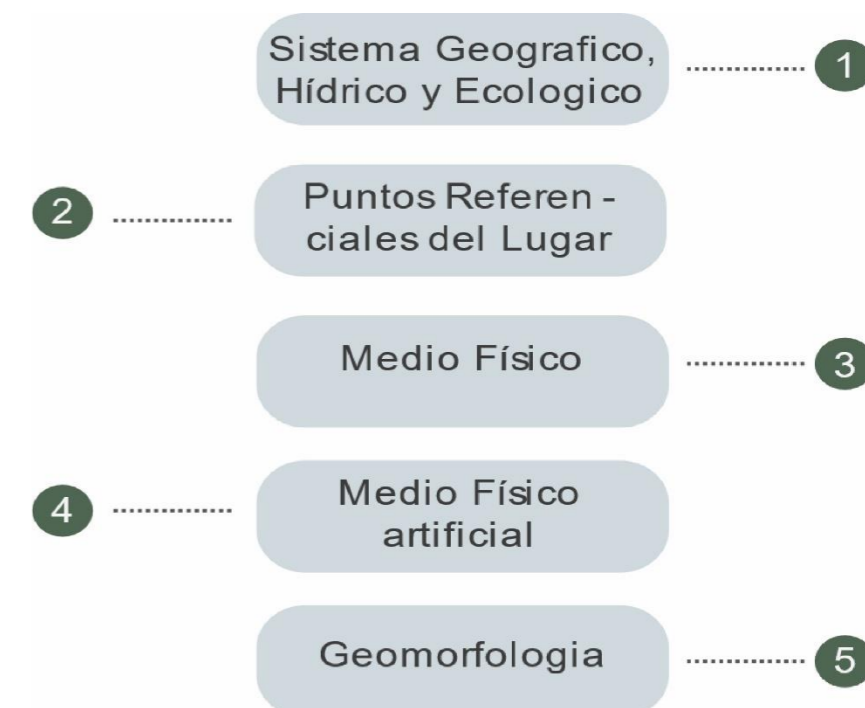 Sistema Geografico,
Hídrico y Ecologico
1
2
Puntos Referen -
ciales del Lugar
Medio Físico
3
4
Medio Físico
artificial
Geomorfologia
5